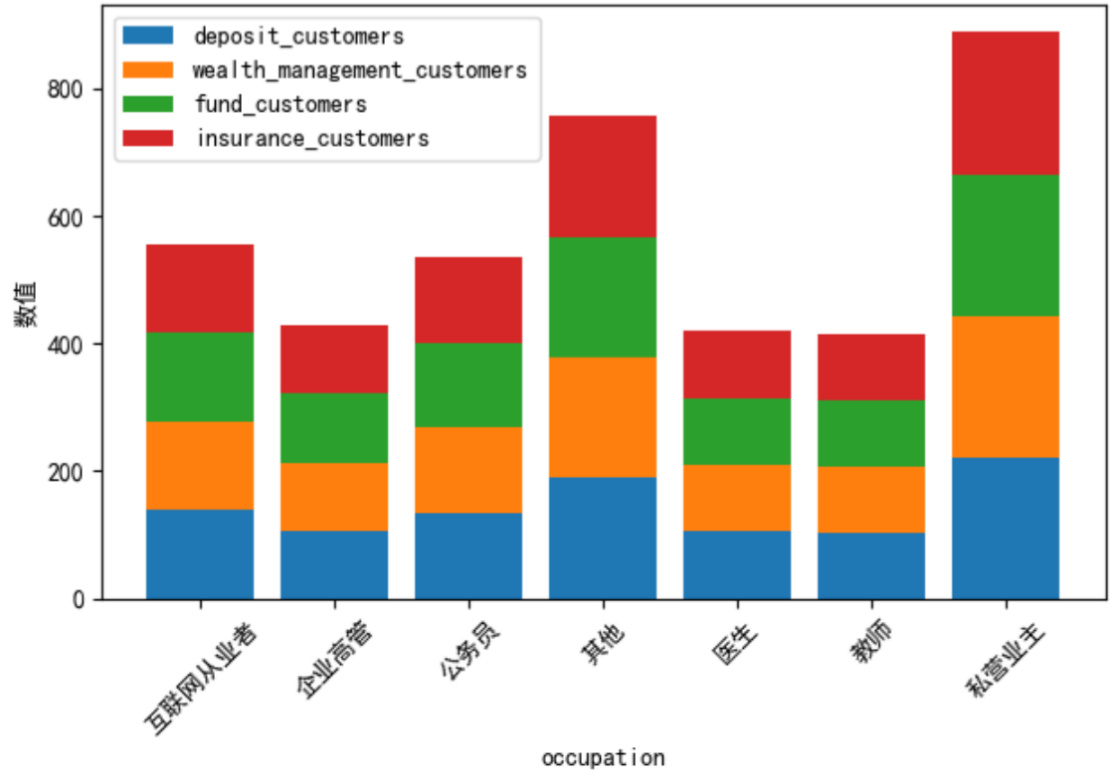 deposit_customers
wealth_management_customers
fund_customers
insurance_customers
800
600
400
200
0
数值
互联网从业者
企业高管
公务员
其他
医生
教师
私营业主
occupation